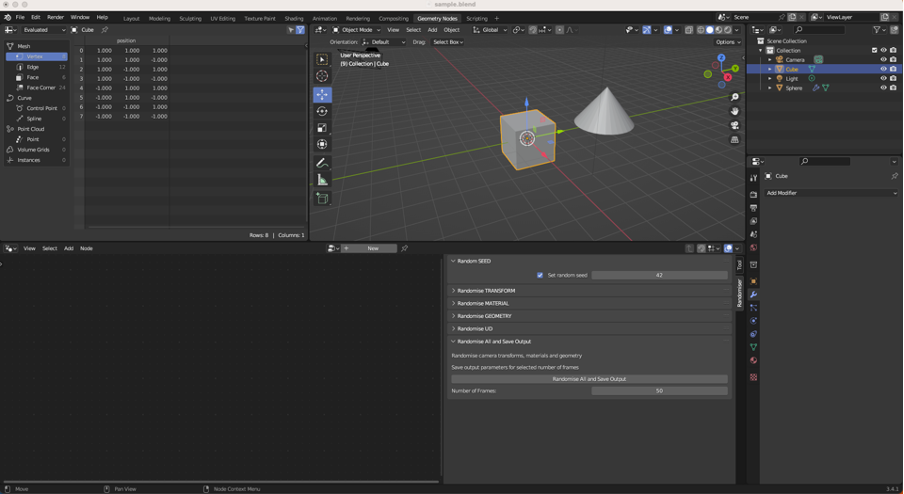 sample.blend
File Edit Render Window Help Layout Modeling Sculpting UV Editing Texture Paint Shading Animation Rendering Compositing Geometry Nodes Scripting + Scene ViewLayer
Evaluated Cube
Object Mode View Select Add Object Global
Orientation: Default Drag Select Box Options
position
Mesh
Vertex 8
Edge 12
Face 6
Face Corner 24
Curve
Control Point 0
Spline 0
Point Cloud
Point 0
Volume Grids 0
Instances 0
0 1.000 1.000 1.000
1 1.000 1.000 -1.000
2 1.000 -1.000 1.000
3 1.000 -1.000 -1.000
4 -1.000 1.000 1.000
5 -1.000 1.000 -1.000
6 -1.000 -1.000 1.000
7 -1.000 -1.000 -1.000
Rows: 8 | Columns: 1
User Perspective
(9) Collection | Cube
Z
Y
X
Scene Collection
Collection
Camera
Cube
Light
Sphere
Cube
Add Modifier
View Select Add Node
+ New
Random SEED
Set random seed 42
Randomise TRANSFORM
Randomise MATERIAL
Randomise GEOMETRY
Randomise UD
Randomise All and Save Output
Randomise camera transforms, materials and geometry
Save output parameters for selected number of frames
Randomise All and Save Output
Number of Frames 50
Tool
Randomiser
Move Pan View Node Context Menu 3.4.1